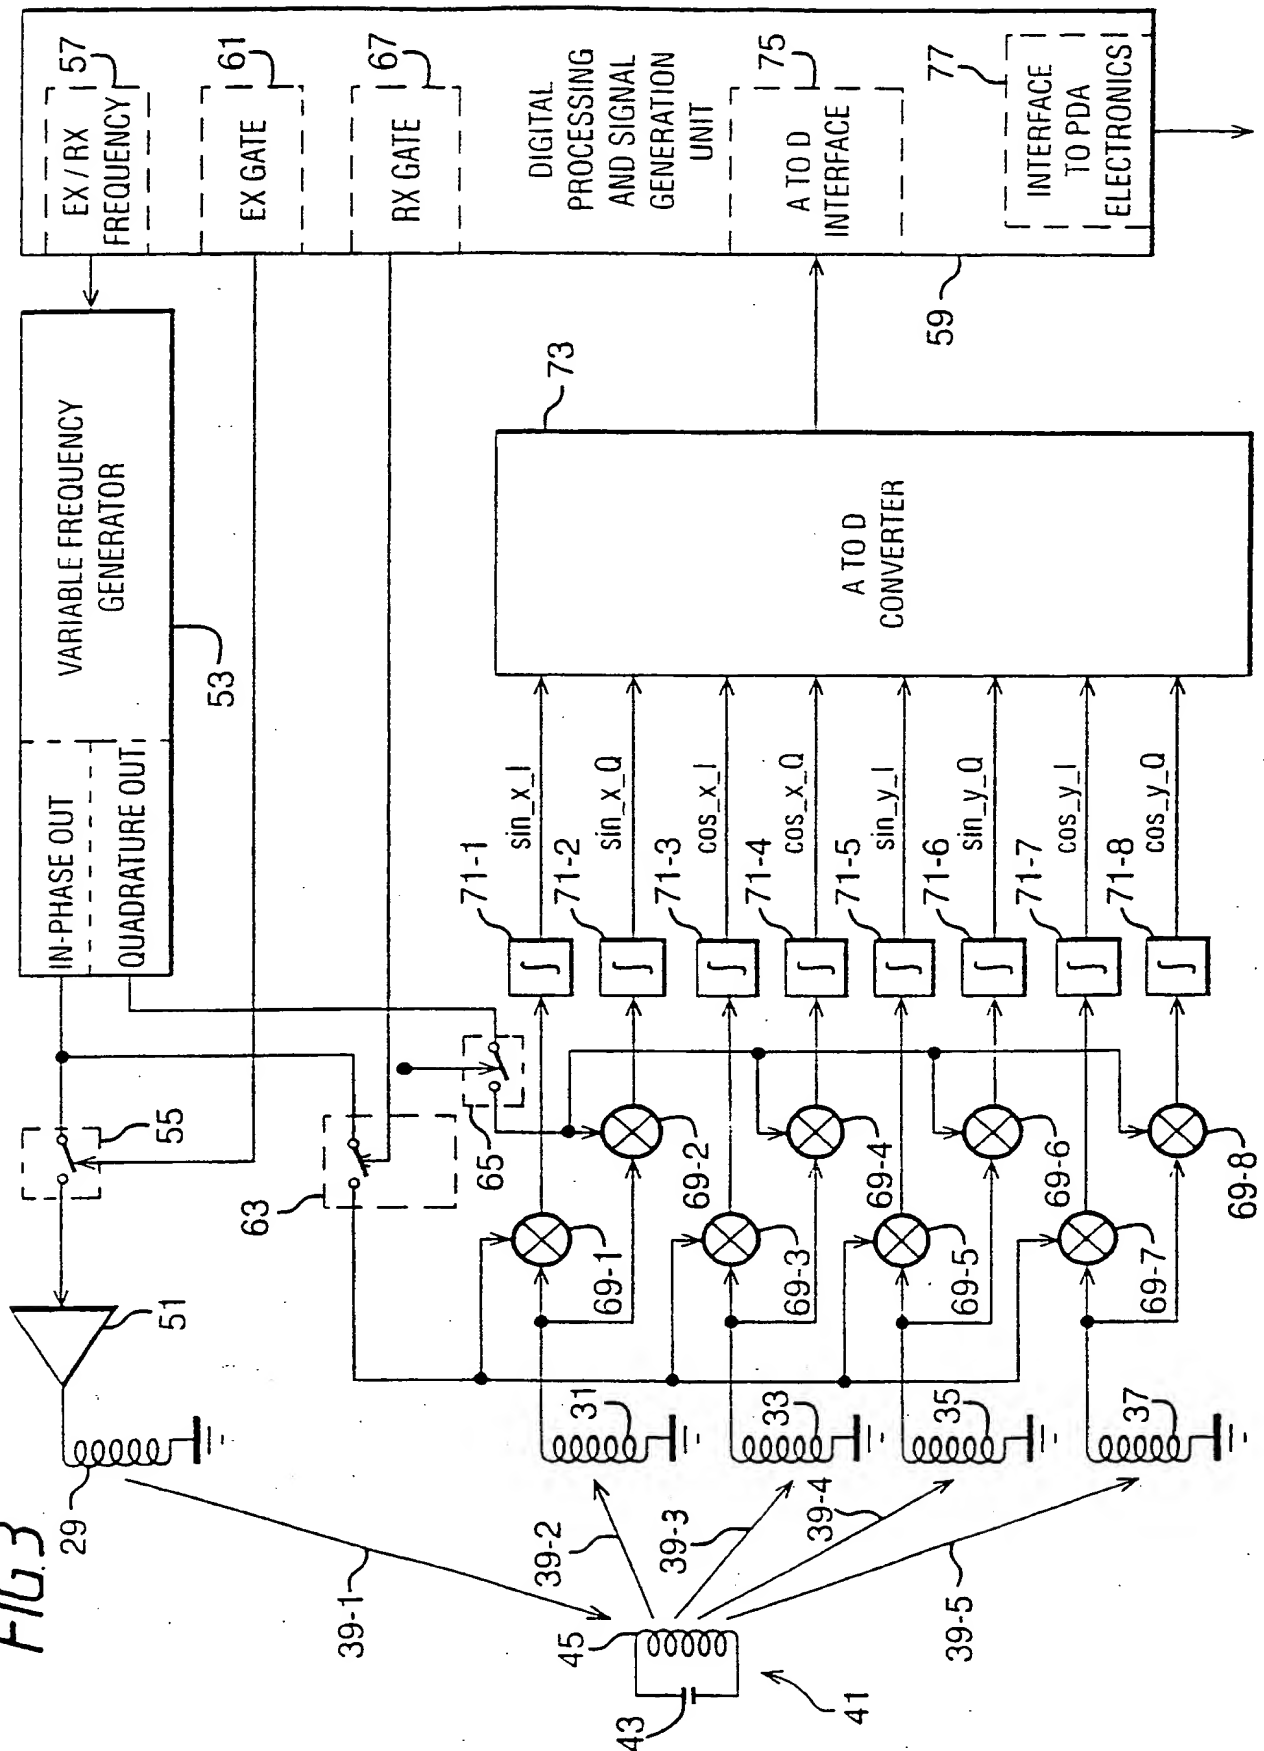 FIG.3
29
51
55
IN-PHASE OUT
QUADRATURE OUT
VARIABLE FREQUENCY
GENERATOR
53
EX / RX
FREQUENCY
57
EX GATE
61
RX GATE
67
63
65
DIGITAL
PROCESSING
AND SIGNAL
GENERATION
UNIT
A TO D
INTERFACE
75
INTERFACE
TO PDA
ELECTRONICS
77
59
A TO D
CONVERTER
73
39-1
39-2
39-3
39-4
39-5
45
43
41
31
33
35
37
69-1
69-2
69-3
69-4
69-5
69-6
69-7
69-8
71-1
sin_x_I
71-2
sin_x_Q
71-3
cos_x_I
71-4
cos_x_Q
71-5
sin_y_I
71-6
sin_y_Q
71-7
cos_y_I
71-8
cos_y_Q